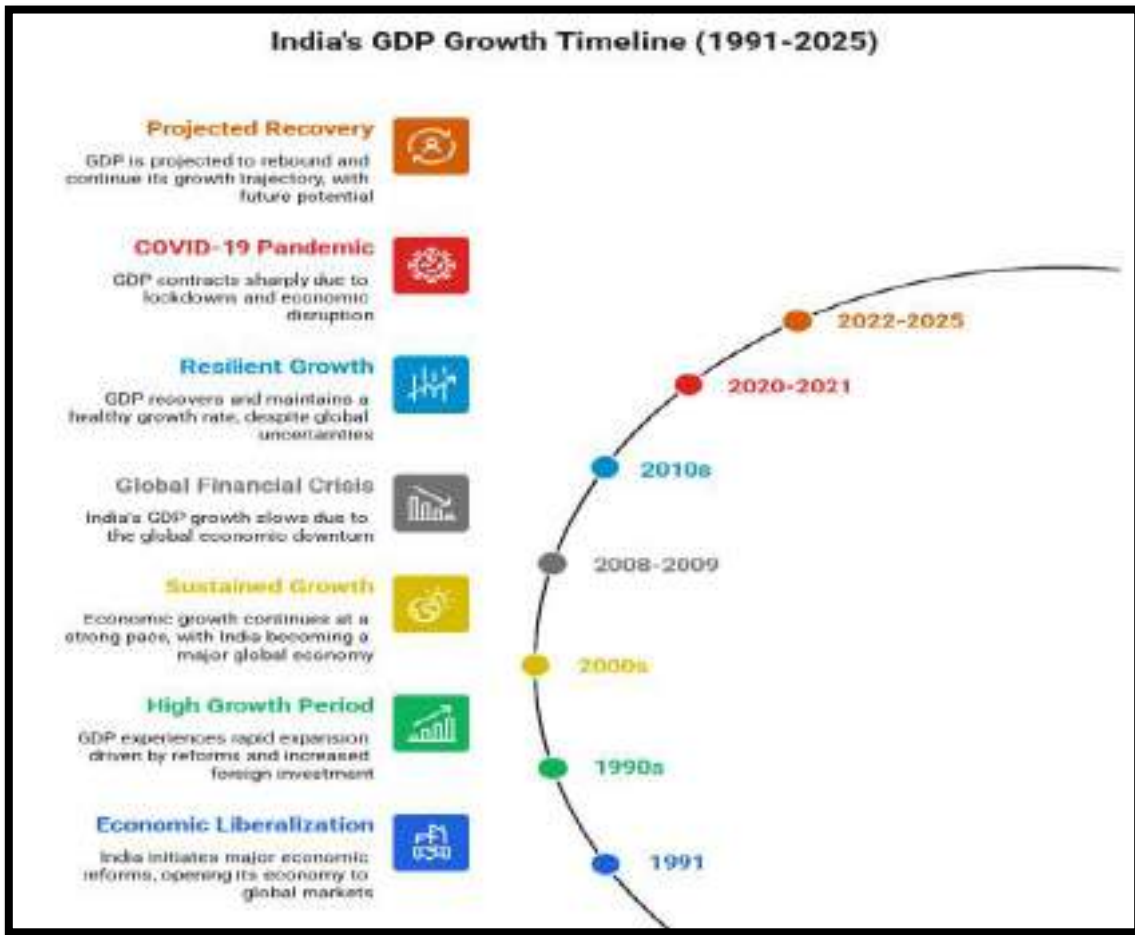 India's GDP Growth Timeline (1991-2025)
Projected Recovery
GDP is projected to rebound and
continue its growth trajectory, with
future potential
COVID-19 Pandemic
GDP contracts sharply due to
lockdowns and economic
disruption
Resilient Growth
GDP recovers and maintains a
healthy growth rate, despite global
uncertainties
Global Financial Crisis
India's GDP growth slows due to
the global economic downturn
Sustained Growth
Economic growth continues at a
strong pace, with India becoming a
major global economy
High Growth Period
GDP experiences rapid expansion
driven by reforms and increased
foreign investment
Economic Liberalization
India initiates major economic
reforms, opening its economy to
global markets
2022-2025
2020-2021
2010s
2008-2009
2000s
1990s
1991